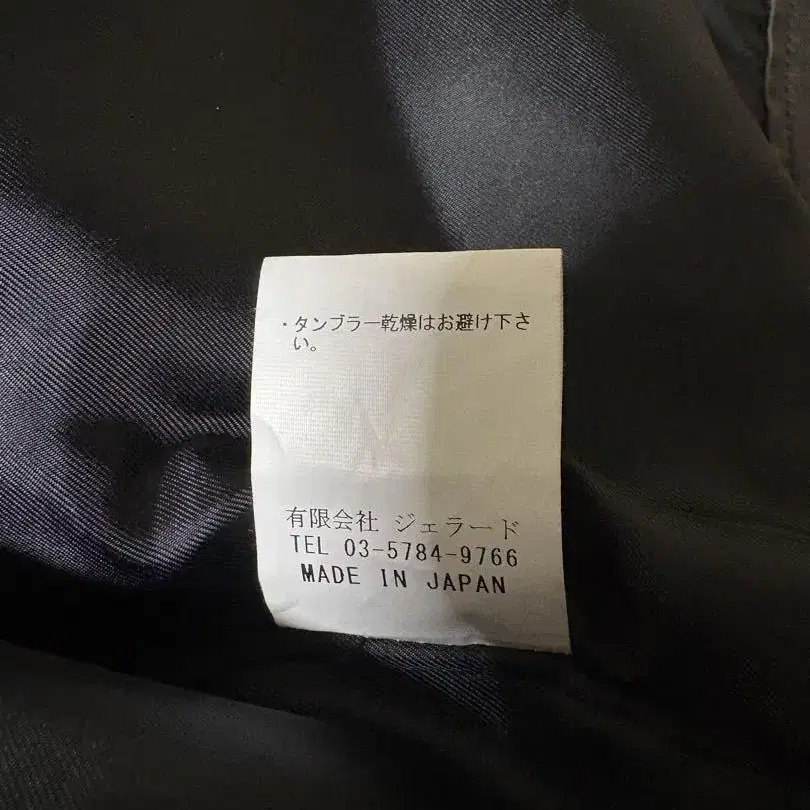 ・タンブラー乾燥はお避け下さ
い。
有限会社 ジェラード
TEL 03-5784-9766
MADE IN JAPAN